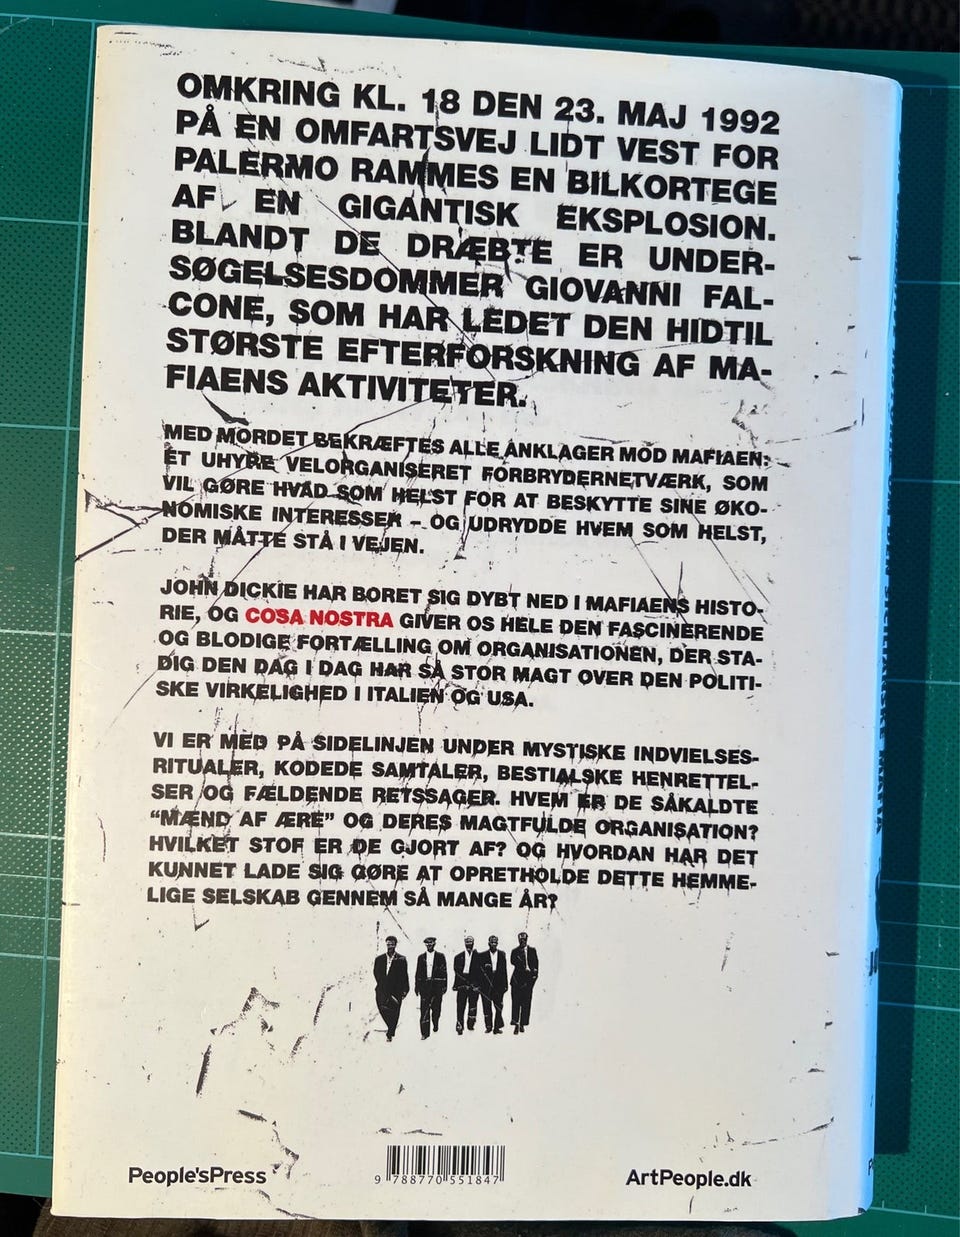 OMKRING KL. 18 DEN 23. MAJ 1992
PÅ EN OMFARTSVEJ LIDT VEST FOR
PALERMO RAMMES EN BILKORTEGE
AF EN GIGANTISK EKSPLOSION.
BLANDT DE DRÆBTE ER UNDER-
SØGELSESDOMMER GIOVANNI FAL-
CONE, SOM HAR LEDET DEN HIDTIL
STØRSTE EFTERFORSKNING AF MA-
FIAENS AKTIVITETER.
MED MORDET BEKRÆFTES ALLE ANKLAGER MOD MAFIAEN:
ET UHYRE VELORGANISERET FORBRYDERNETVÆRK, SOM
VIL GØRE HVAD SOM HELST FOR AT BESKYTTE SINE ØKO-
NOMISKE INTERESSER – OG UDRYDDE HVEM SOM HELST,
DER MÅTTE STÅ I VEJEN.
JOHN DICKIE HAR BORET SIG DYBT NED I MAFIAENS HISTO-
RIE, OG COSA NOSTRA GIVER OS HELE DEN FASCINERENDE
OG BLODIGE FORTÆLLING OM ORGANISATIONEN, DER STA-
DIG DEN DAG I DAG HAR SÅ STOR MAGT OVER DEN POLITI-
SKE VIRKELIGHED I ITALIEN OG USA.
VI ER MED PÅ SIDELINJEN UNDER MYSTISKE INDVIELSES-
RITUALER, KODEDE SAMTALER, BESTIALSKE HENRETTEL-
SER OG FÆLDENDE RETSSAGER. HVEM ER DE SÅKALDTE
“MÆND AF ÆRE” OG DERES MAGTFULDE ORGANISATION?
HVILKET STOF ER DE GJORT AF? OG HVORDAN HAR DET
KUNNET LADE SIG GØRE AT OPRETHOLDE DETTE HEMME-
LIGE SELSKAB GENNEM SÅ MANGE ÅR?
People'sPress
9 788770 551847
ArtPeople.dk